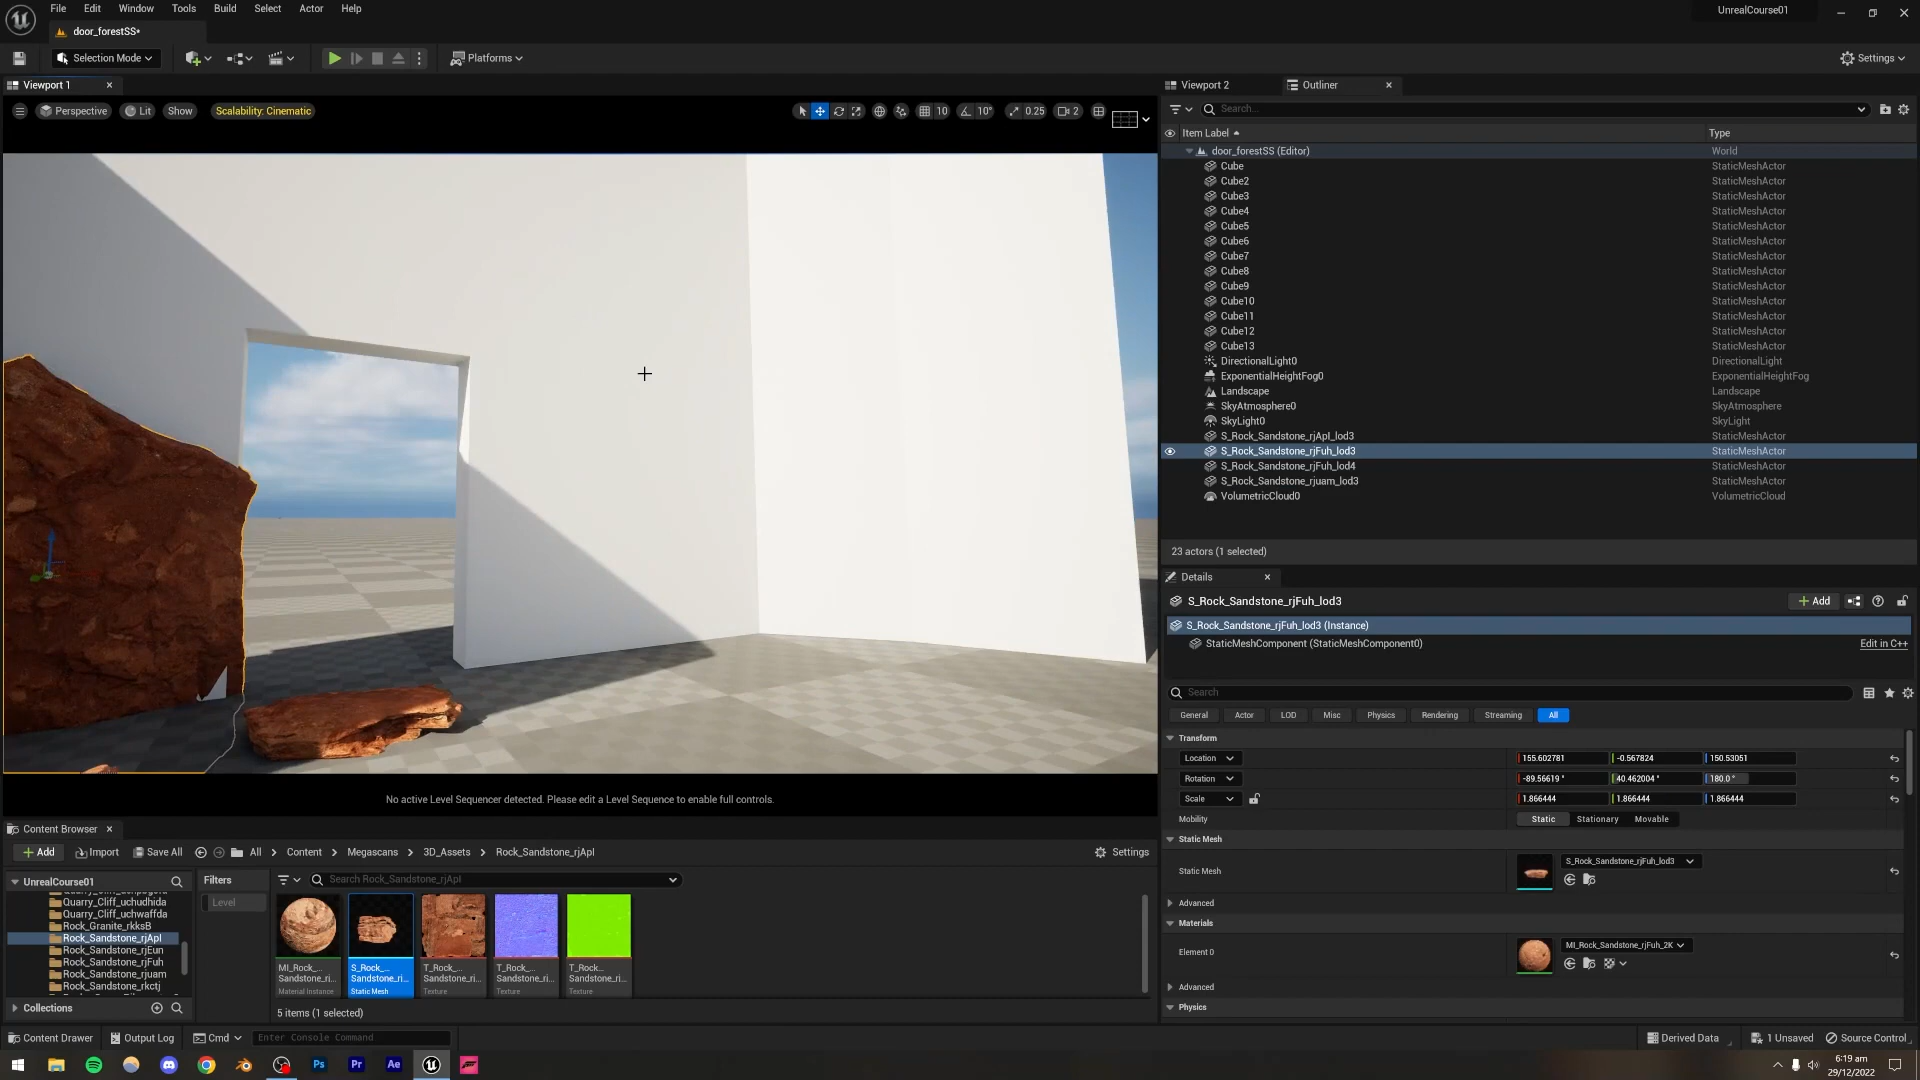 File Edit Window Tools Build Select Actor Help
UnrealCourse01
door_forestSS*
Selection Mode
Platforms
Settings
Viewport 1
Viewport 2
Outliner
Perspective
Lit
Show
Scalability: Cinematic
10
10°
0.25
2
Search...
Item Label
Type
door_forestSS (Editor) World
Cube StaticMeshActor
Cube2 StaticMeshActor
Cube3 StaticMeshActor
Cube4 StaticMeshActor
Cube5 StaticMeshActor
Cube6 StaticMeshActor
Cube7 StaticMeshActor
Cube8 StaticMeshActor
Cube9 StaticMeshActor
Cube10 StaticMeshActor
Cube11 StaticMeshActor
Cube12 StaticMeshActor
Cube13 StaticMeshActor
DirectionalLight0 DirectionalLight
ExponentialHeightFog0 ExponentialHeightFog
Landscape Landscape
SkyAtmosphere0 SkyAtmosphere
SkyLight0 SkyLight
S_Rock_Sandstone_rjApl_lod3 StaticMeshActor
S_Rock_Sandstone_rjFuh_lod3 StaticMeshActor
S_Rock_Sandstone_rjFuh_lod4 StaticMeshActor
S_Rock_Sandstone_rjuam_lod3 StaticMeshActor
VolumetricCloud0 VolumetricCloud
23 actors (1 selected)
Details
S_Rock_Sandstone_rjFuh_lod3
Add
S_Rock_Sandstone_rjFuh_lod3 (Instance)
StaticMeshComponent (StaticMeshComponent0)
Edit in C++
Search
General Actor LOD Misc Physics Rendering Streaming All
Transform
Location 155.602781 -0.567824 150.53051
Rotation -89.56619 ° 40.462004 ° 180.0 °
Scale 1.866444 1.866444 1.866444
Mobility Static Stationary Movable
Static Mesh
Static Mesh S_Rock_Sandstone_rjFuh_lod3
Advanced
Materials
Element 0 MI_Rock_Sandstone_rjFuh_2K
Advanced
Physics
No active Level Sequencer detected. Please edit a Level Sequence to enable full controls.
Content Browser
Add Import Save All All Content Megascans 3D_Assets Rock_Sandstone_rjApl
Settings
UnrealCourse01
Quarry_Cliff_uchudhida
Quarry_Cliff_uchwaffda
Rock_Granite_rkksB
Rock_Sandstone_rjApl
Rock_Sandstone_rjEun
Rock_Sandstone_rjFuh
Rock_Sandstone_rjuam
Rock_Sandstone_rkctj
Collections
Filters
Level
Search Rock_Sandstone_rjApl
MI_Rock_... S_Rock_... T_Rock_... T_Rock_... T_Rock_...
Sandstone_ri... Sandstone_ri... Sandstone_ri... Sandstone_ri... Sandstone_ri...
Material Instance Static Mesh Texture Texture Texture
5 items (1 selected)
Content Drawer
Output Log
Cmd
Enter Console Command
Derived Data
1 Unsaved
Source Control
Ps
Pr
Ae
6:19 am
29/12/2022